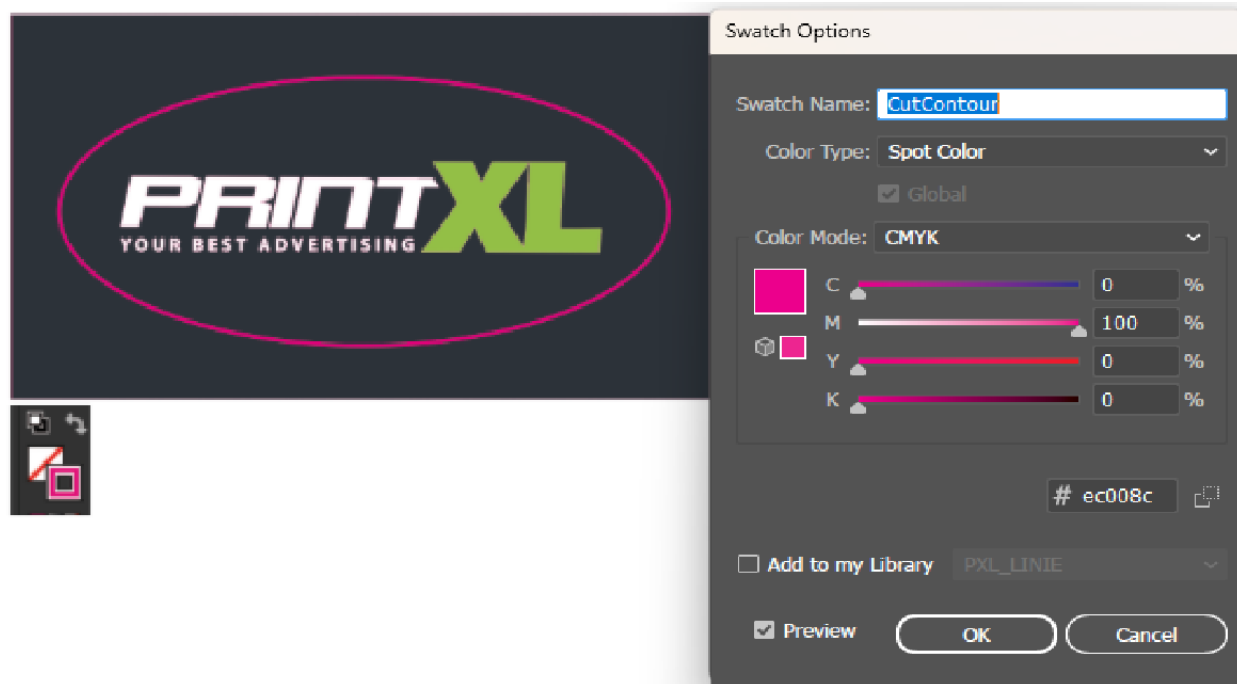 PRINTXL
YOUR BEST ADVERTISING
Swatch Options
Swatch Name: CutContour
Color Type: Spot Color
Global
Color Mode: CMYK
C 0 %
M 100 %
Y 0 %
K 0 %
# ec008c
Add to my Library PXL_LINIE
Preview OK Cancel